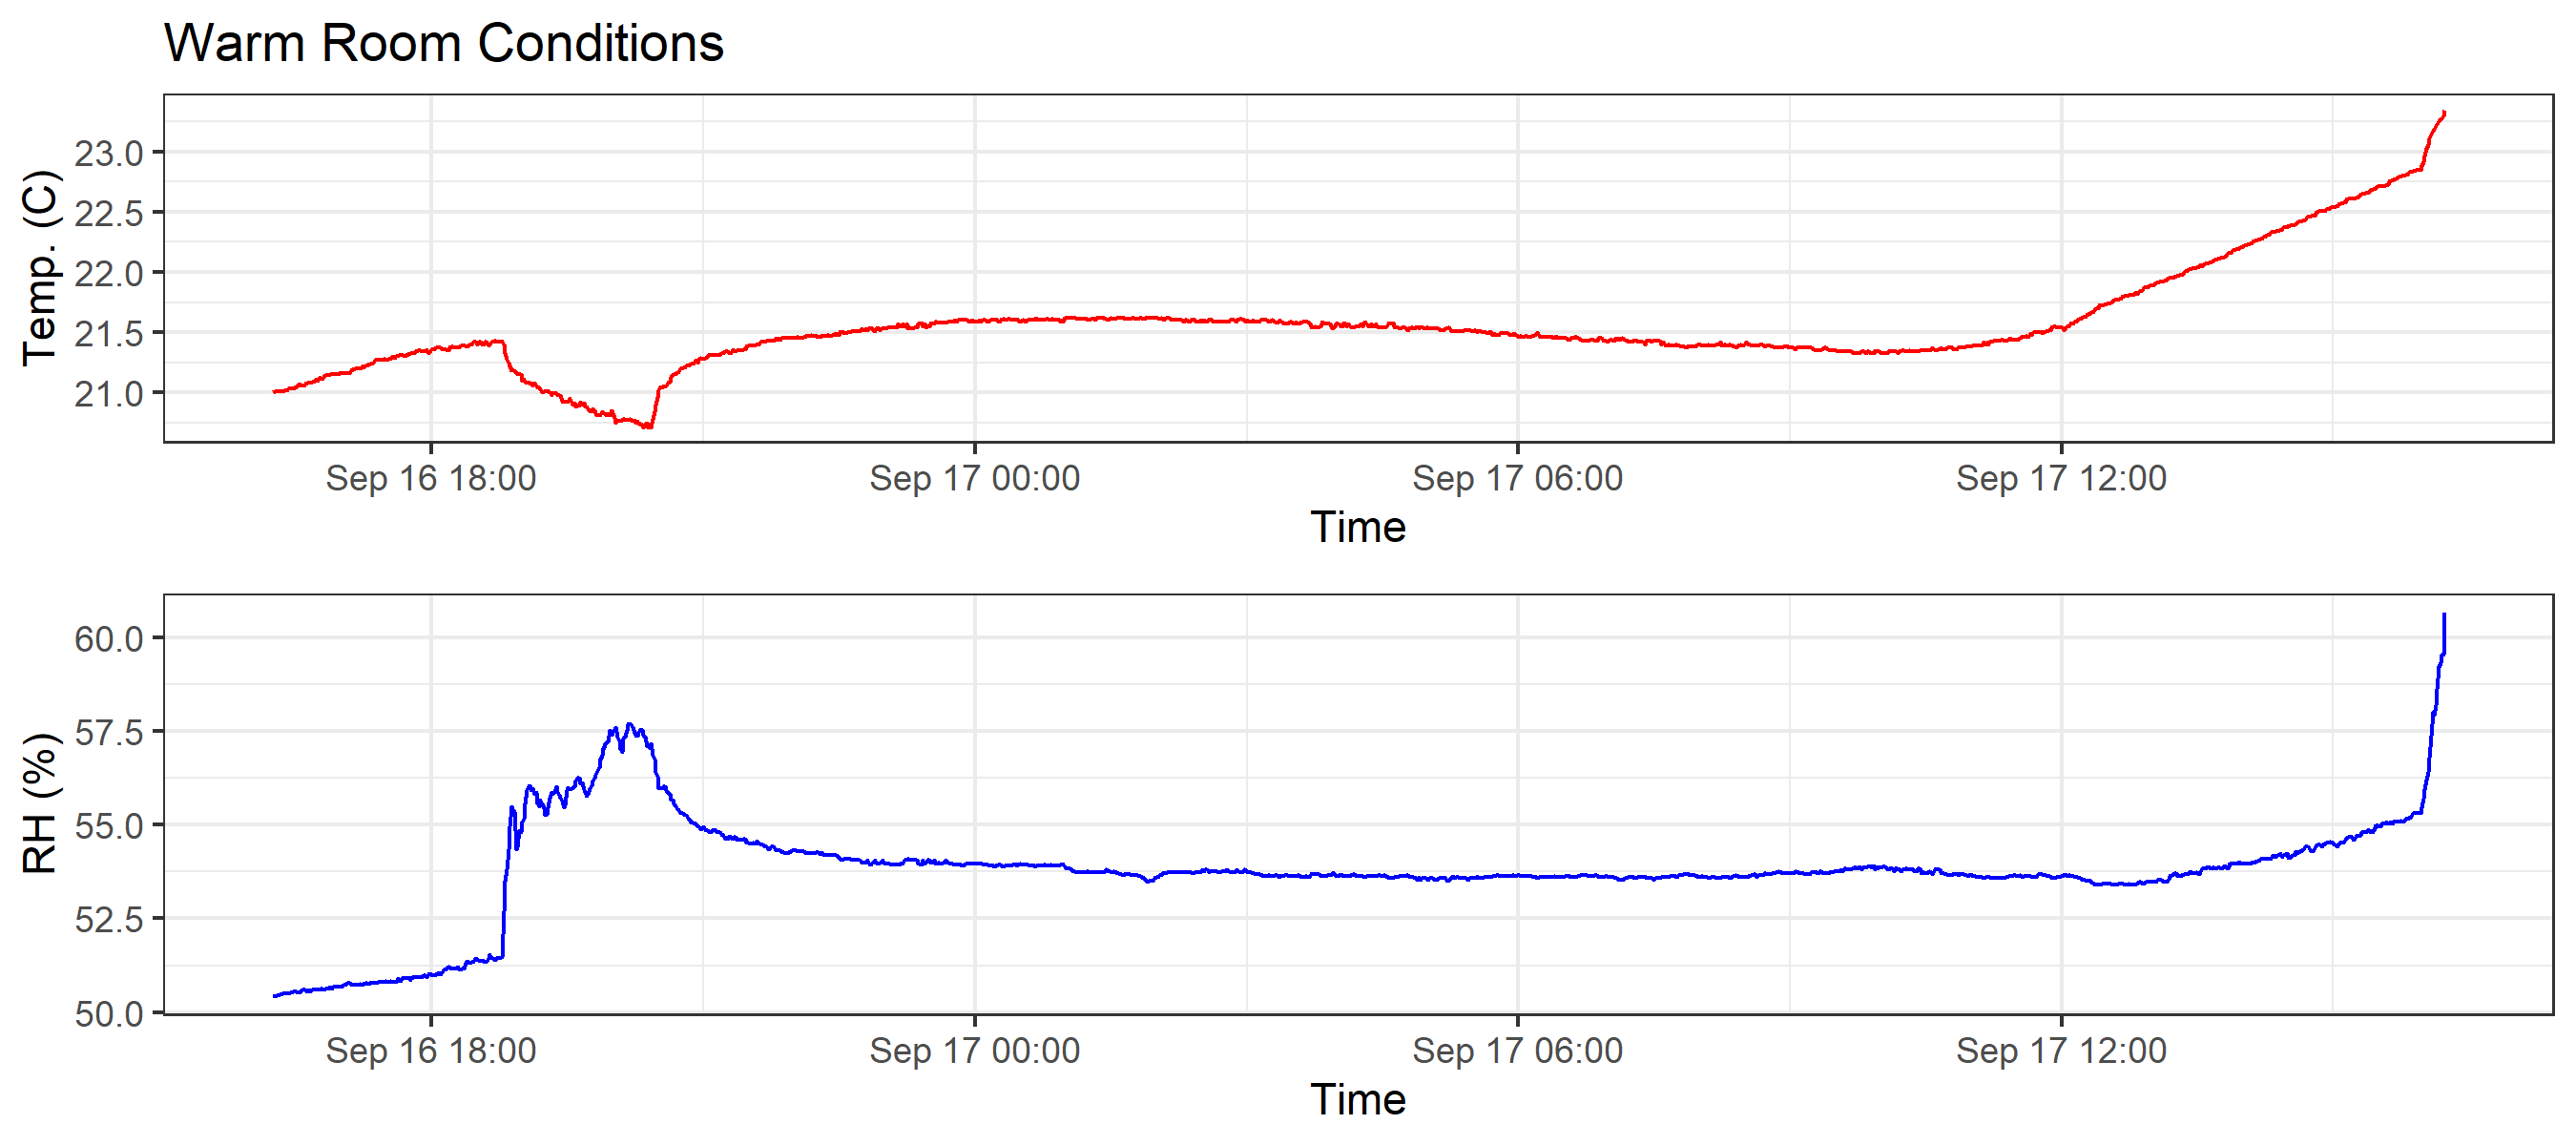 Warm Room Conditions
Temp. (C)
23.0
22.5
22.0
21.5
21.0
Sep 16 18:00 Sep 17 00:00 Sep 17 06:00 Sep 17 12:00
Time
RH (%)
60.0
57.5
55.0
52.5
50.0
Sep 16 18:00 Sep 17 00:00 Sep 17 06:00 Sep 17 12:00
Time